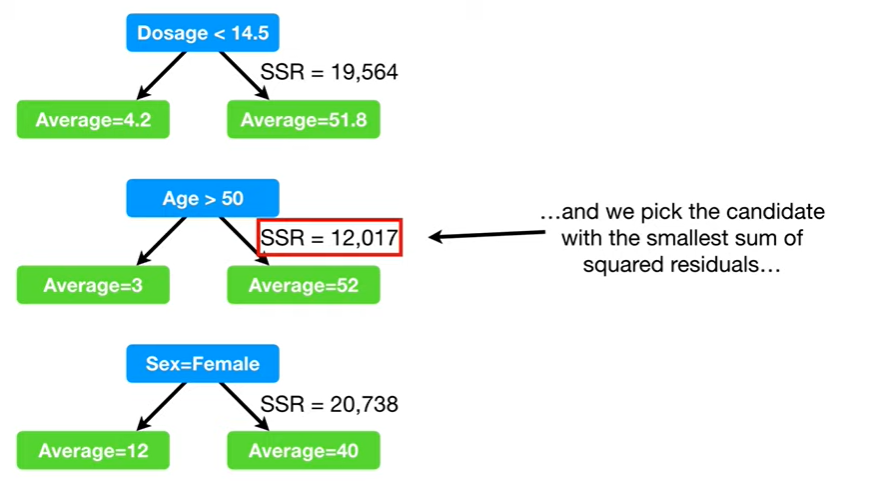 Dosage < 14.5
SSR = 19,564
Average=4.2
Average=51.8
Age > 50
SSR = 12,017
Average=3
Average=52
…and we pick the candidate
with the smallest sum of
squared residuals…
Sex=Female
SSR = 20,738
Average=12
Average=40